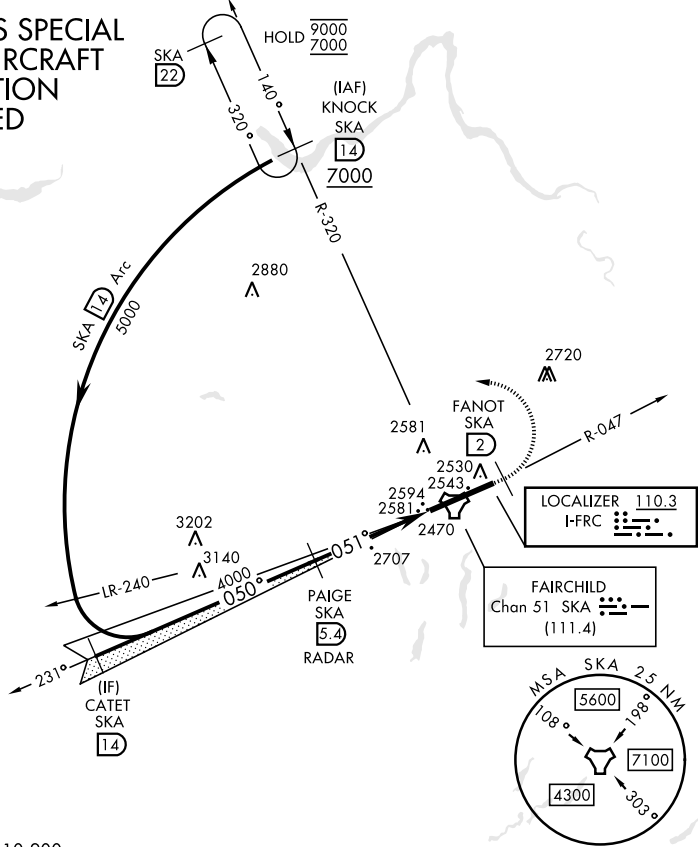 S SPECIAL
RCRAFT
TION
ED
HOLD 9000
7000
SKA
22
320°
140°
(IAF)
KNOCK
SKA
14
7000
R-320
SKA 14 Arc
5000
2880
2720
FANOT
SKA
2
2581
2530
2543
2594
2581
2470
2707
R-047
LOCALIZER 110.3
I-FRC
FAIRCHILD
Chan 51 SKA
(111.4)
3202
3140
LR-240
4000
050°
051°
PAIGE
SKA
5.4
RADAR
231°
(IF)
CATET
SKA
14
MSA SKA 25 NM
5600
108°
198°
7100
4300
303°